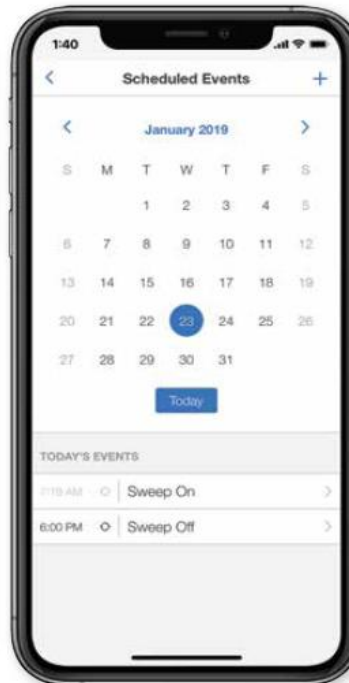 1:40
Scheduled Events +
January 2019
S M T W T F S
1 2 3 4 5
6 7 8 9 10 11 12
13 14 15 16 17 18 19
20 21 22 23 24 25 26
27 28 29 30 31
Today
TODAY'S EVENTS
7:19 AM Sweep On
6:00 PM Sweep Off